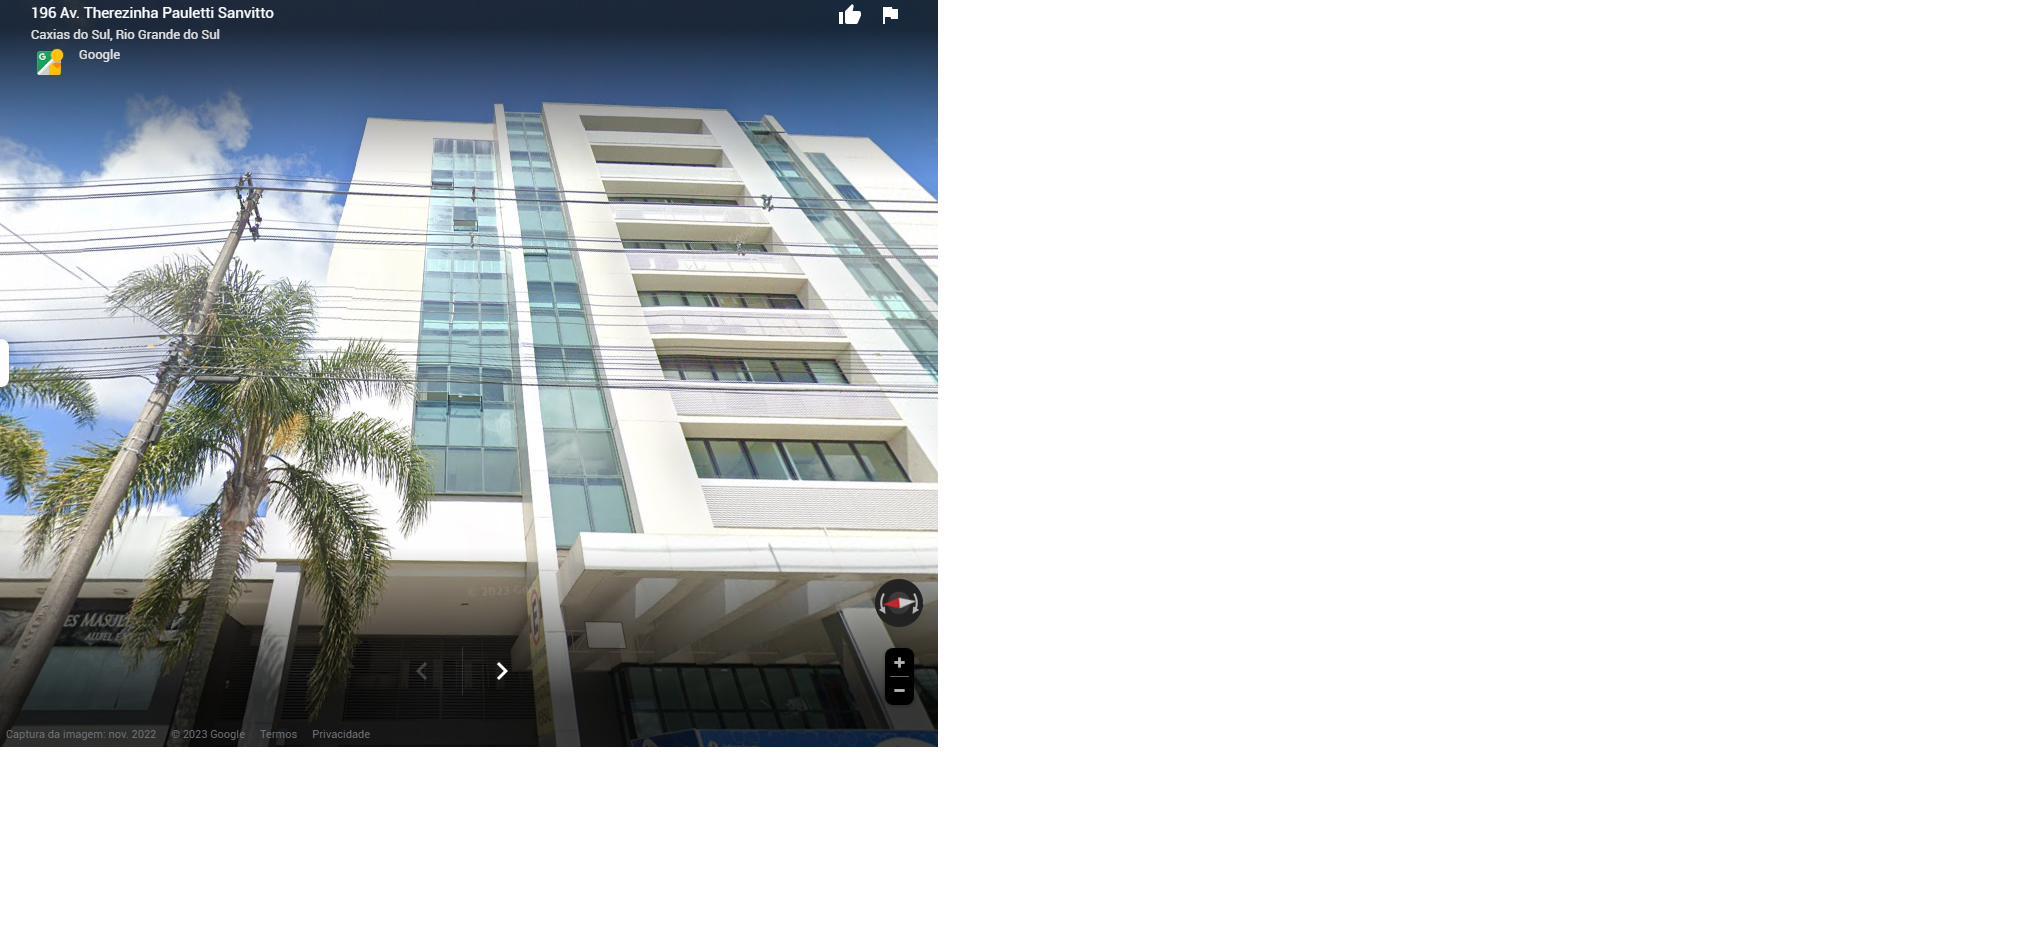 196 Av. Therezinha Pauletti Sanvitto
Caxias do Sul, Rio Grande do Sul
Google
© 2023 Go
ES MASU
Captura da imagem: nov. 2022 © 2023 Google Termos Privacidade